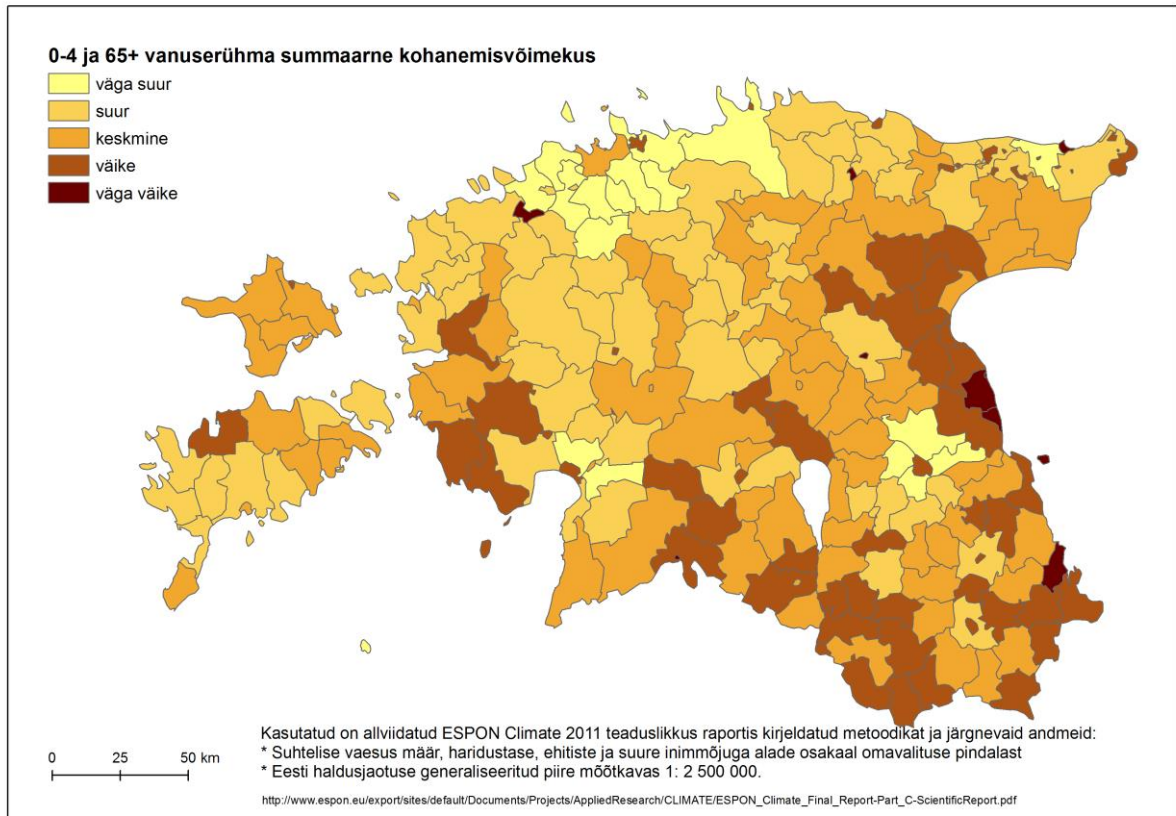 0-4 ja 65+ vanuserühma summaarne kohanemisvõimekus
väga suur
suur
keskmine
väike
väga väike
Kasutatud on allviidatud ESPON Climate 2011 teaduslikkus raportis kirjeldatud metoodikat ja järgnevaid andmeid:
* Suhtelise vaesus määr, haridustase, ehitiste ja suure inimmõjuga alade osakaal omavalituse pindalast
* Eesti haldusjaotuse generaliseeritud piire mõõtkavas 1: 2 500 000.
0 25 50 km
http://www.espon.eu/export/sites/default/Documents/Projects/AppliedResearch/CLIMATE/ESPON_Climate_Final_Report-Part_C-ScientificReport.pdf